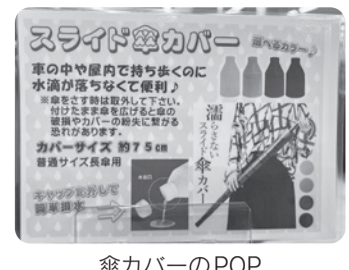 スライド傘カバー
選べるカラー♪
車の中や屋内で持ち歩くのに
水滴が落ちなくて便利♪
※傘をさす時は取外して下さい。
付けたまま傘を広げると傘の
破損やカバーの紛失に繋がる
恐れがあります。
カバーサイズ 約75cm
普通サイズ長傘用
濡らさない
スライド式
傘カバー
キャップを外して
簡単排水
傘カバーのPOP